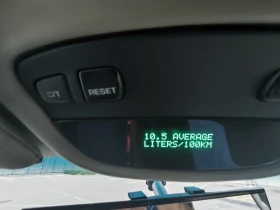 C/T
RESET
10.5 AVERAGE
LITERS/100KM